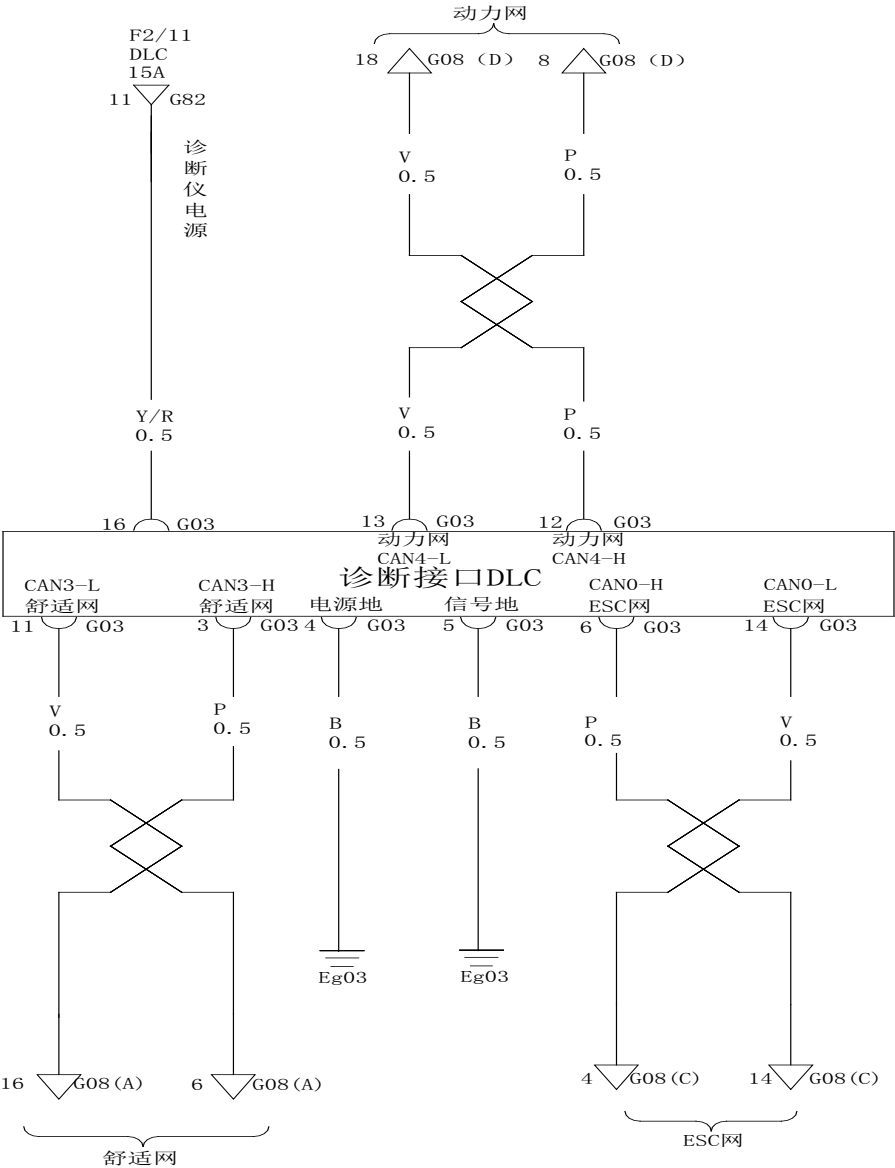 动力网
F2/11
DLC
15A
11 G82
18 G08 (D) 8 G08 (D)
诊断仪电源
V
0.5
P
0.5
Y/R
0.5
V
0.5
P
0.5
16 G03
13 G03
12 G03
动力网
CAN4-L
动力网
CAN4-H
诊断接口DLC
CAN3-L
舒适网
CAN3-H
舒适网
电源地
信号地
CAN0-H
ESC网
CAN0-L
ESC网
11 G03
3 G03
4 G03
5 G03
6 G03
14 G03
V
0.5
P
0.5
B
0.5
B
0.5
P
0.5
V
0.5
Eg03
Eg03
16 G08(A)
6 G08(A)
4 G08(C)
14 G08(C)
舒适网
ESC网